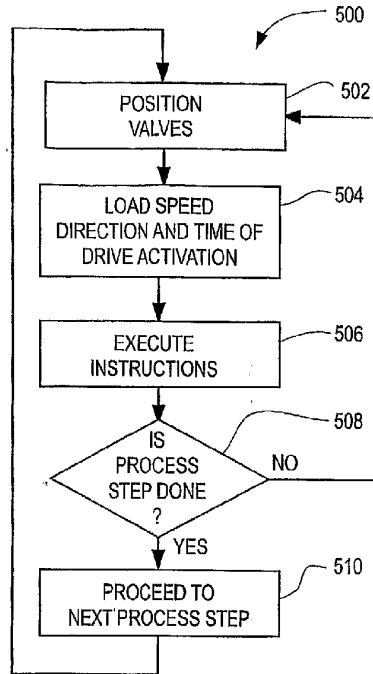 500
POSITION
VALVES
502
LOAD SPEED
DIRECTION AND TIME OF
DRIVE ACTIVATION
504
EXECUTE
INSTRUCTIONS
506
IS
PROCESS
STEP DONE
?
508
NO
YES
PROCEED TO
NEXT PROCESS STEP
510